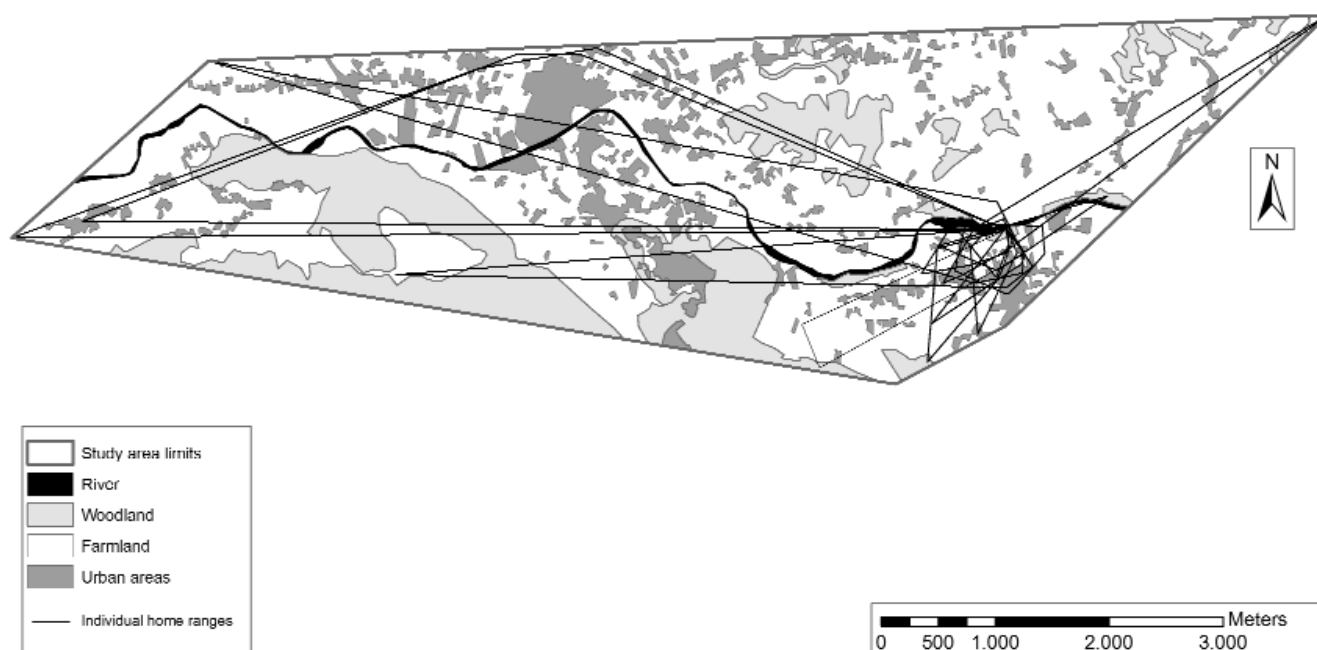 N
Study area limits
River
Woodland
Farmland
Urban areas
Individual home ranges
Meters
0 500 1.000 2.000 3.000